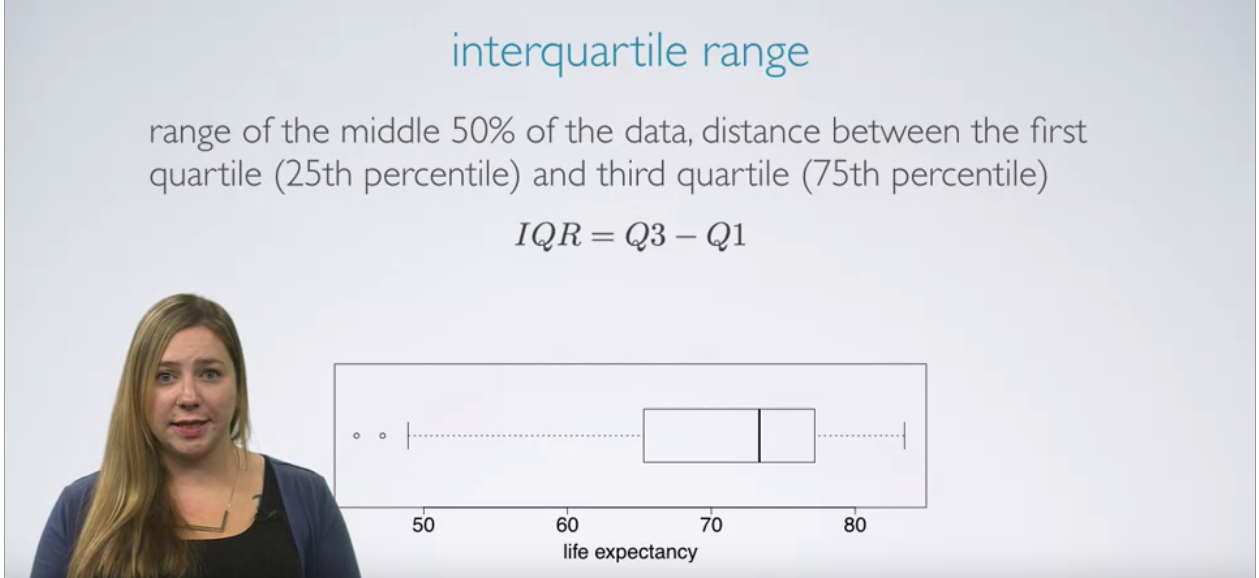 interquartile range
range of the middle 50% of the data, distance between the first
quartile (25th percentile) and third quartile (75th percentile)
IQR = Q3 − Q1
50 60 70 80
life expectancy